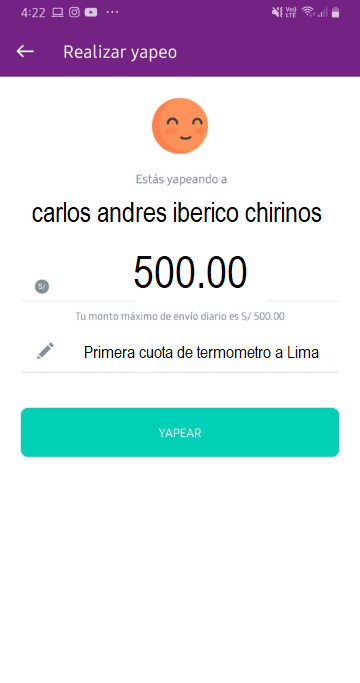 4:22
Vo))
LTE
Realizar yapeo
Estás yapeando a
carlos andres iberico chirinos
S/ 500.00
Tu monto máximo de envío diario es S/ 500.00
Primera cuota de termometro a Lima
YAPEAR